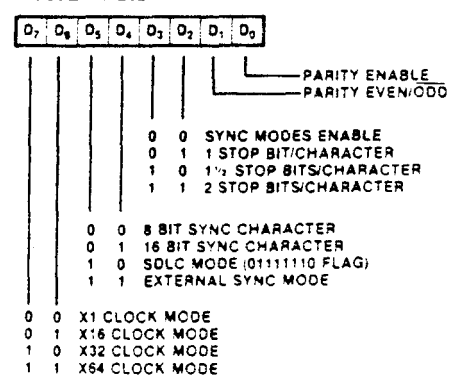 D7 D6 D5 D4 D3 D2 D1 D0
PARITY ENABLE
PARITY EVEN/ODD
0 0 SYNC MODES ENABLE
0 1 1 STOP BIT/CHARACTER
1 0 1½ STOP BITS/CHARACTER
1 1 2 STOP BITS/CHARACTER
0 0 8 BIT SYNC CHARACTER
0 1 16 BIT SYNC CHARACTER
1 0 SDLC MODE (01111110 FLAG)
1 1 EXTERNAL SYNC MODE
0 0 X1 CLOCK MODE
0 1 X16 CLOCK MODE
1 0 X32 CLOCK MODE
1 1 X64 CLOCK MODE